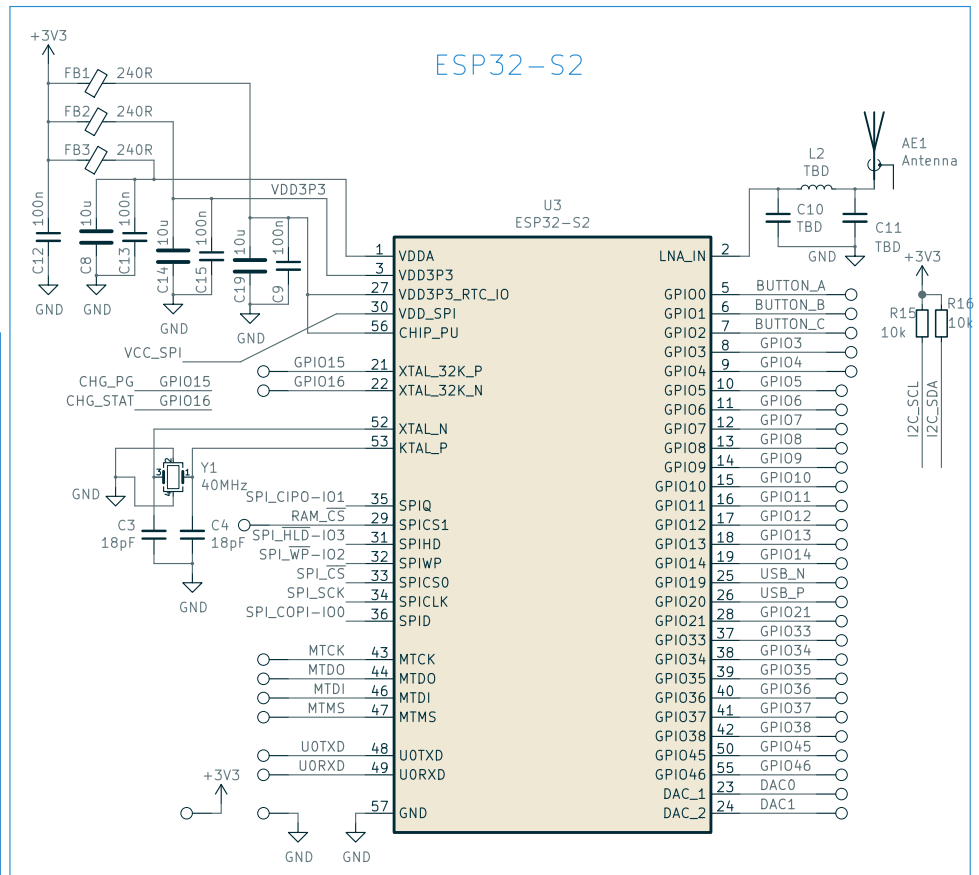 ESP32-S2
+3V3
FB1 240R
FB2 240R
FB3 240R
VDD3P3
C12 100n
C8 10u
C13 100n
C14 10u
C15 100n
C19 10u
C9 100n
GND
GND
GND
GND
VCC_SPI
CHG_PG GPIO15
CHG_STAT GPIO16
GPIO15
GPIO16
Y1
40MHz
3
2
1
GND
C3
18pF
C4
18pF
GND
SPI_CIPO-IO1
RAM_CS
SPI_HLD-IO3
SPI_WP-IO2
SPI_CS
SPI_SCK
SPI_COPI-IO0
MTCK
MTDO
MTDI
MTMS
U0TXD
U0RXD
+3V3
GND
GND
U3
ESP32-S2
1 VDDA
3 VDD3P3
27 VDD3P3_RTC_IO
30 VDD_SPI
56 CHIP_PU
21 XTAL_32K_P
22 XTAL_32K_N
52 XTAL_N
53 KTAL_P
35 SPIQ
29 SPICS1
31 SPIHD
32 SPIWP
33 SPICS0
34 SPICLK
36 SPID
43 MTCK
44 MTDO
46 MTDI
47 MTMS
48 U0TXD
49 U0RXD
57 GND
LNA_IN 2
GPIO0 5 BUTTON_A
GPIO1 6 BUTTON_B
GPIO2 7 BUTTON_C
GPIO3 8 GPIO3
GPIO4 9 GPIO4
GPIO5 10 GPIO5
GPIO6 11 GPIO6
GPIO7 12 GPIO7
GPIO8 13 GPIO8
GPIO9 14 GPIO9
GPIO10 15 GPIO10
GPIO11 16 GPIO11
GPIO12 17 GPIO12
GPIO13 18 GPIO13
GPIO14 19 GPIO14
GPIO19 25 USB_N
GPIO20 26 USB_P
GPIO21 28 GPIO21
GPIO33 37 GPIO33
GPIO34 38 GPIO34
GPIO35 39 GPIO35
GPIO36 40 GPIO36
GPIO37 41 GPIO37
GPIO38 42 GPIO38
GPIO45 50 GPIO45
GPIO46 55 GPIO46
DAC_1 23 DAC0
DAC_2 24 DAC1
L2
TBD
AE1
Antenna
C10
TBD
C11
TBD
GND
+3V3
R15
10k
R16
10k
I2C_SCL
I2C_SDA